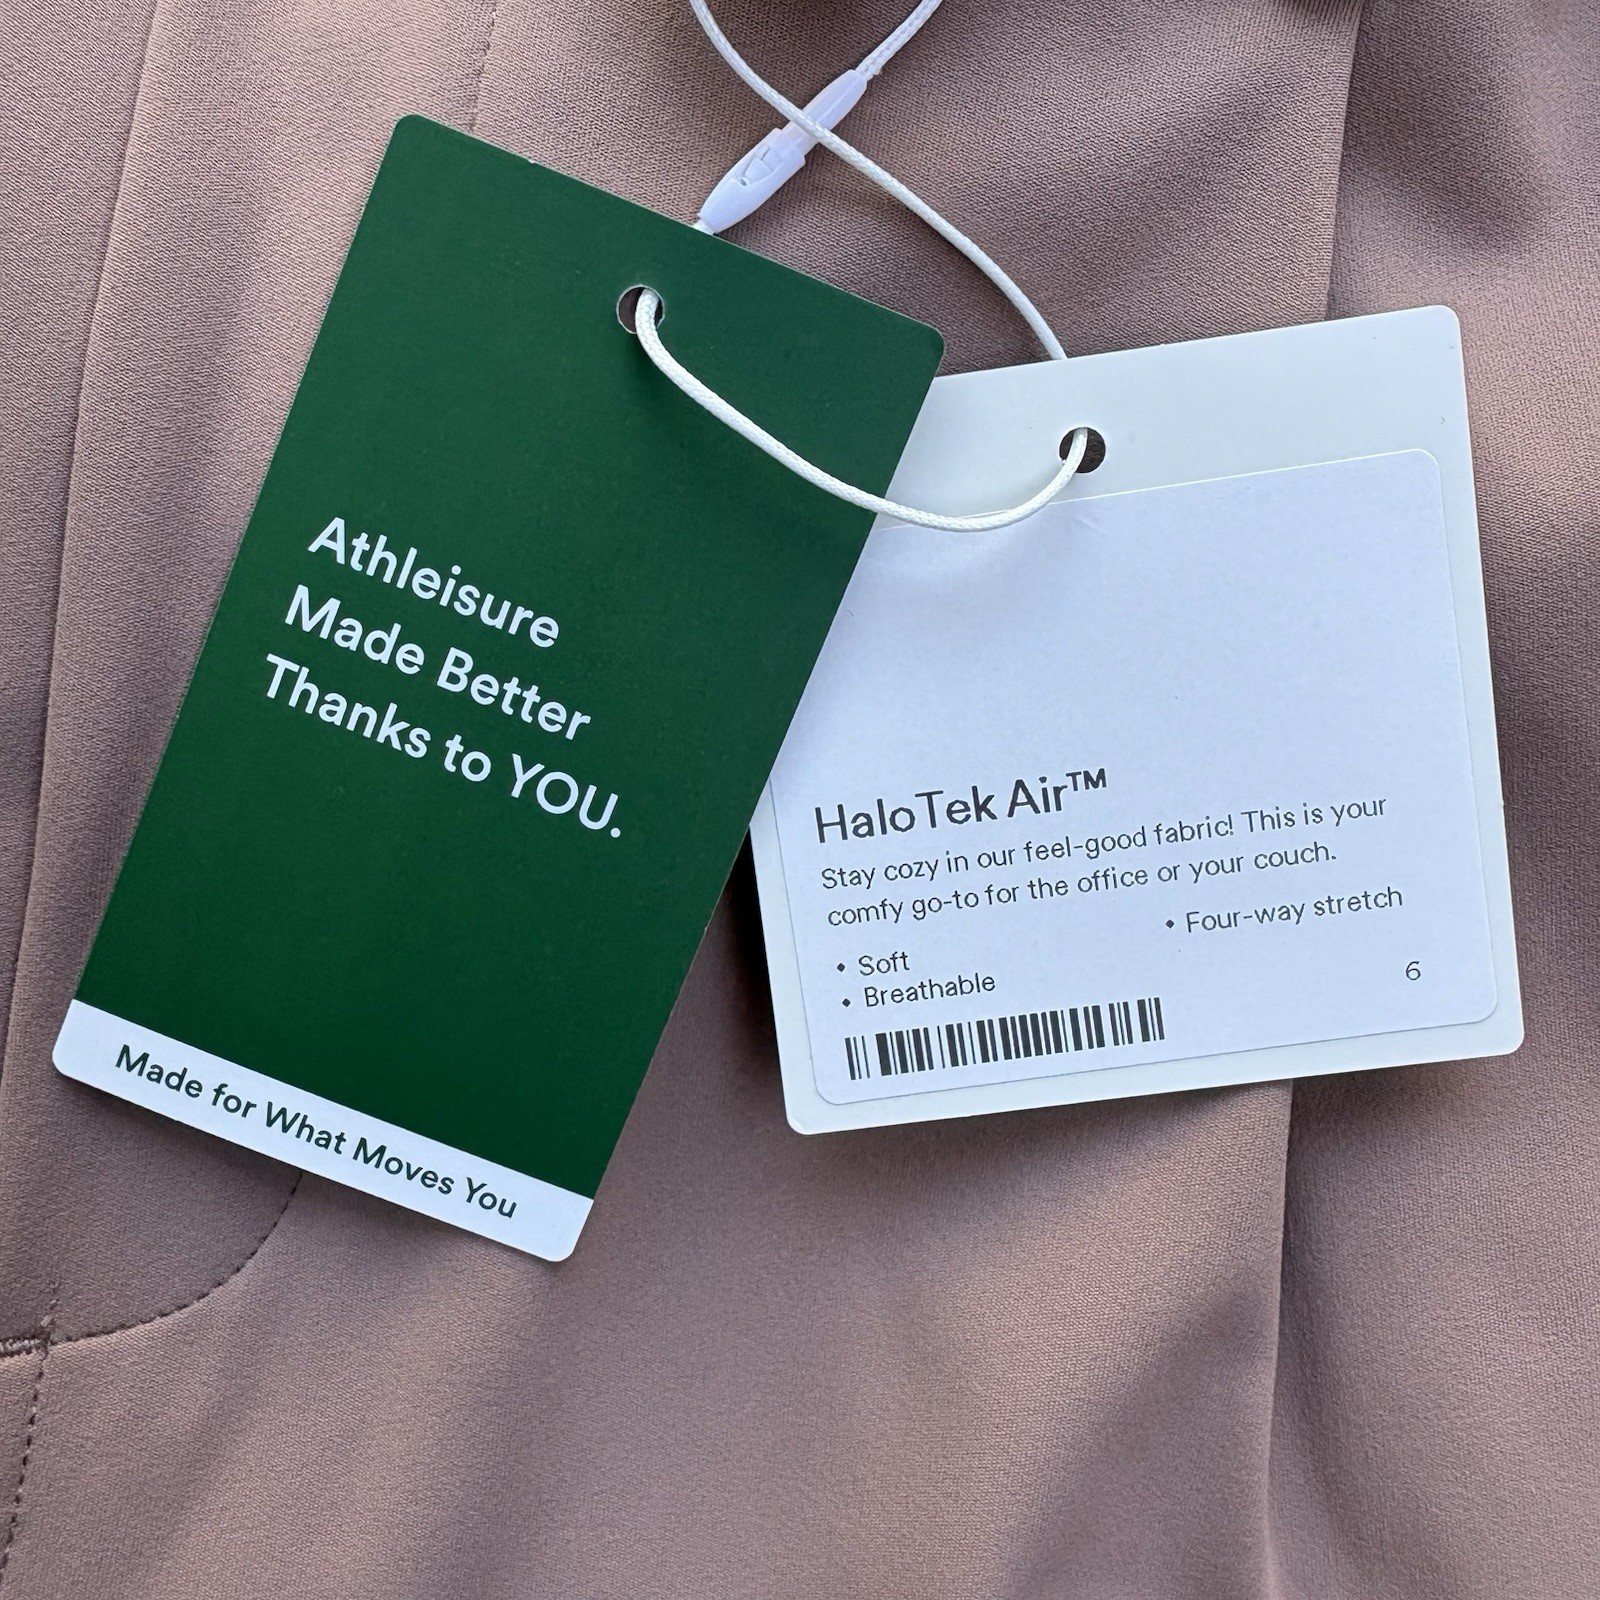 Athleisure
Made Better
Thanks to YOU.
Made for What Moves You
HaloTek Air™
Stay cozy in our feel-good fabric! This is your
comfy go-to for the office or your couch.
• Four-way stretch
• Soft
• Breathable
6